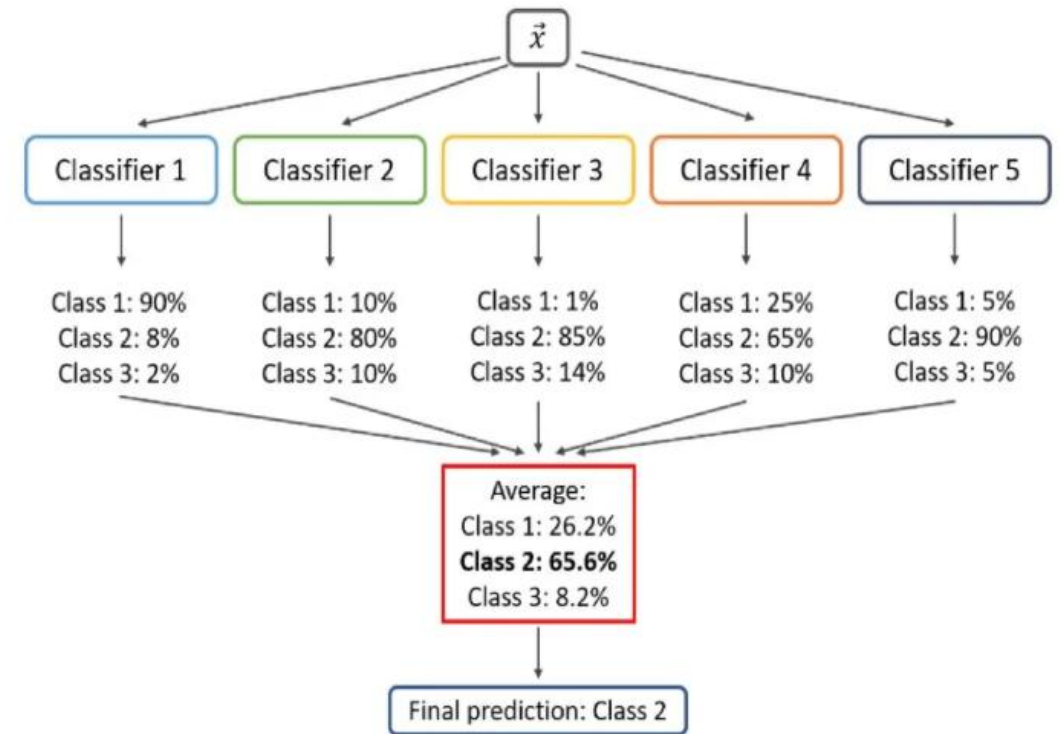 x⃗
Classifier 1
Classifier 2
Classifier 3
Classifier 4
Classifier 5
Class 1: 90%
Class 2: 8%
Class 3: 2%
Class 1: 10%
Class 2: 80%
Class 3: 10%
Class 1: 1%
Class 2: 85%
Class 3: 14%
Class 1: 25%
Class 2: 65%
Class 3: 10%
Class 1: 5%
Class 2: 90%
Class 3: 5%
Average:
Class 1: 26.2%
Class 2: 65.6%
Class 3: 8.2%
Final prediction: Class 2